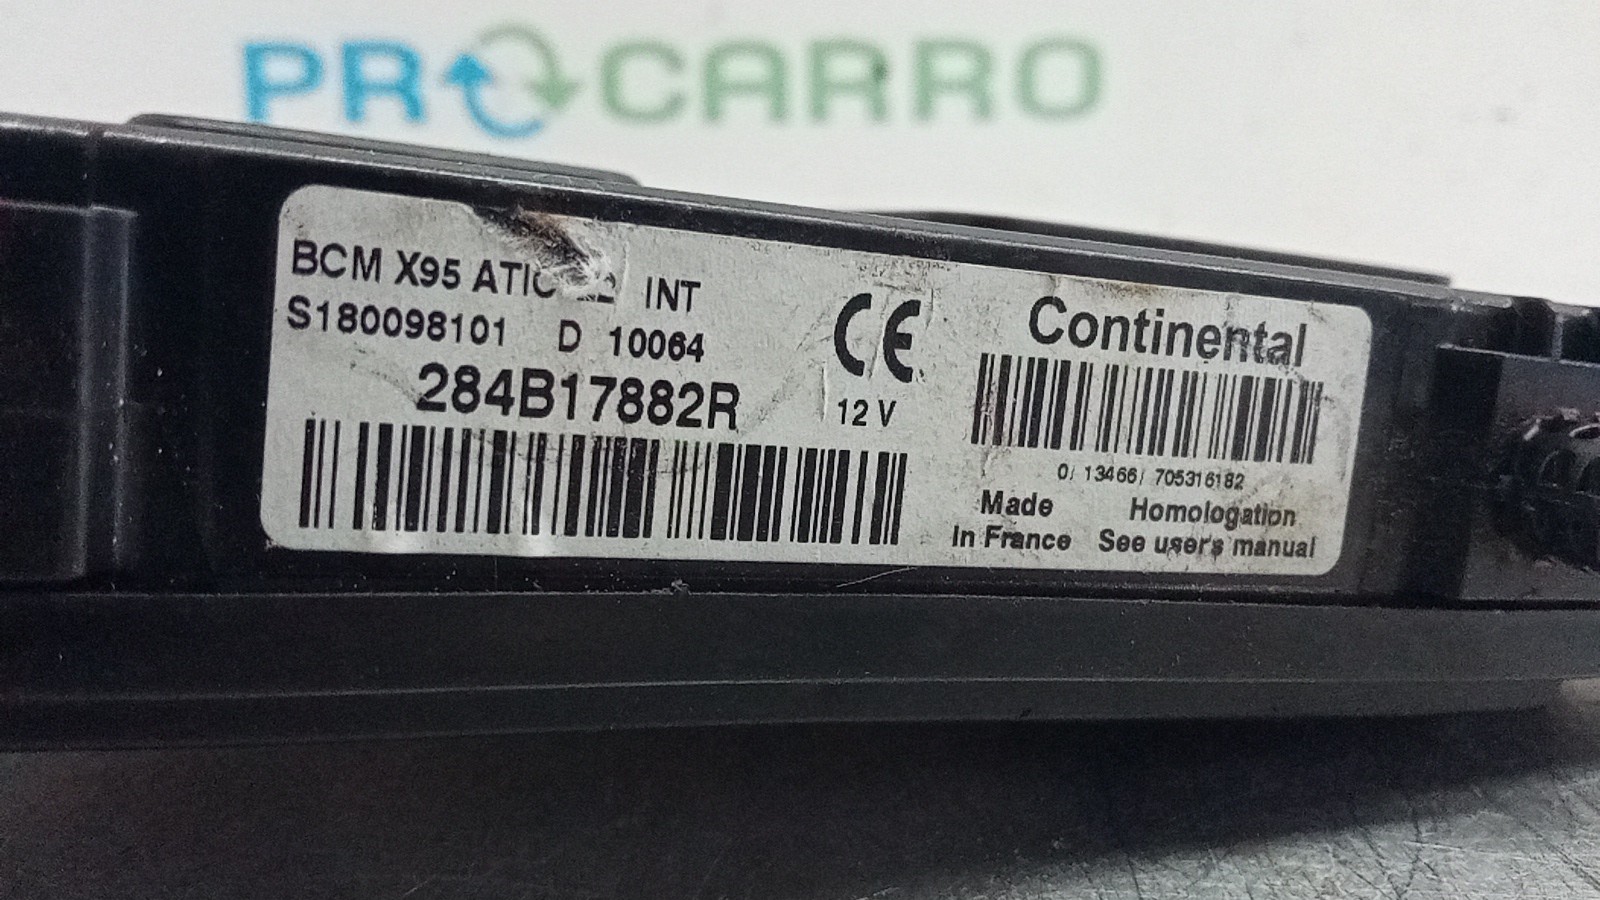 PROCARRO
BCM X95 INT
S180098101 D 10064
284B17882R
CE
12 V
Continental
0/ 13466/ 705316182
Made Homologation
In France See user's manual